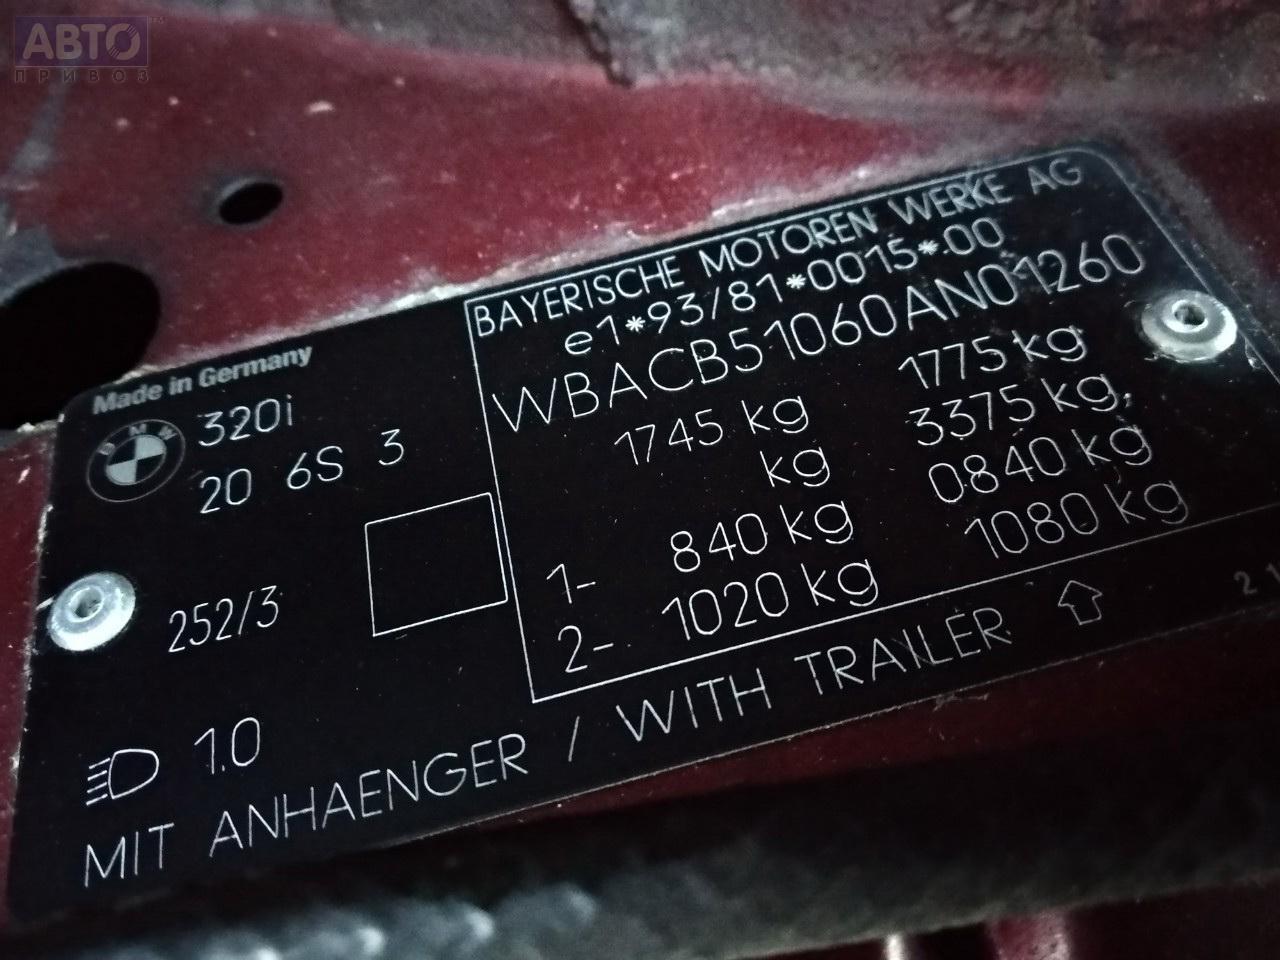 АВТО
ПРИВОЗ
Made in Germany
BMW
320i
20 6S 3
252/3
1.0
BAYERISCHE MOTOREN WERKE AG
e1*93/81*0015*00
WBACB51060AN01260
1745 kg 1775 kg
kg 3375 kg,
1- 840 kg 0840 kg
2- 1020 kg 1080 kg
MIT ANHAENGER / WITH TRAILER